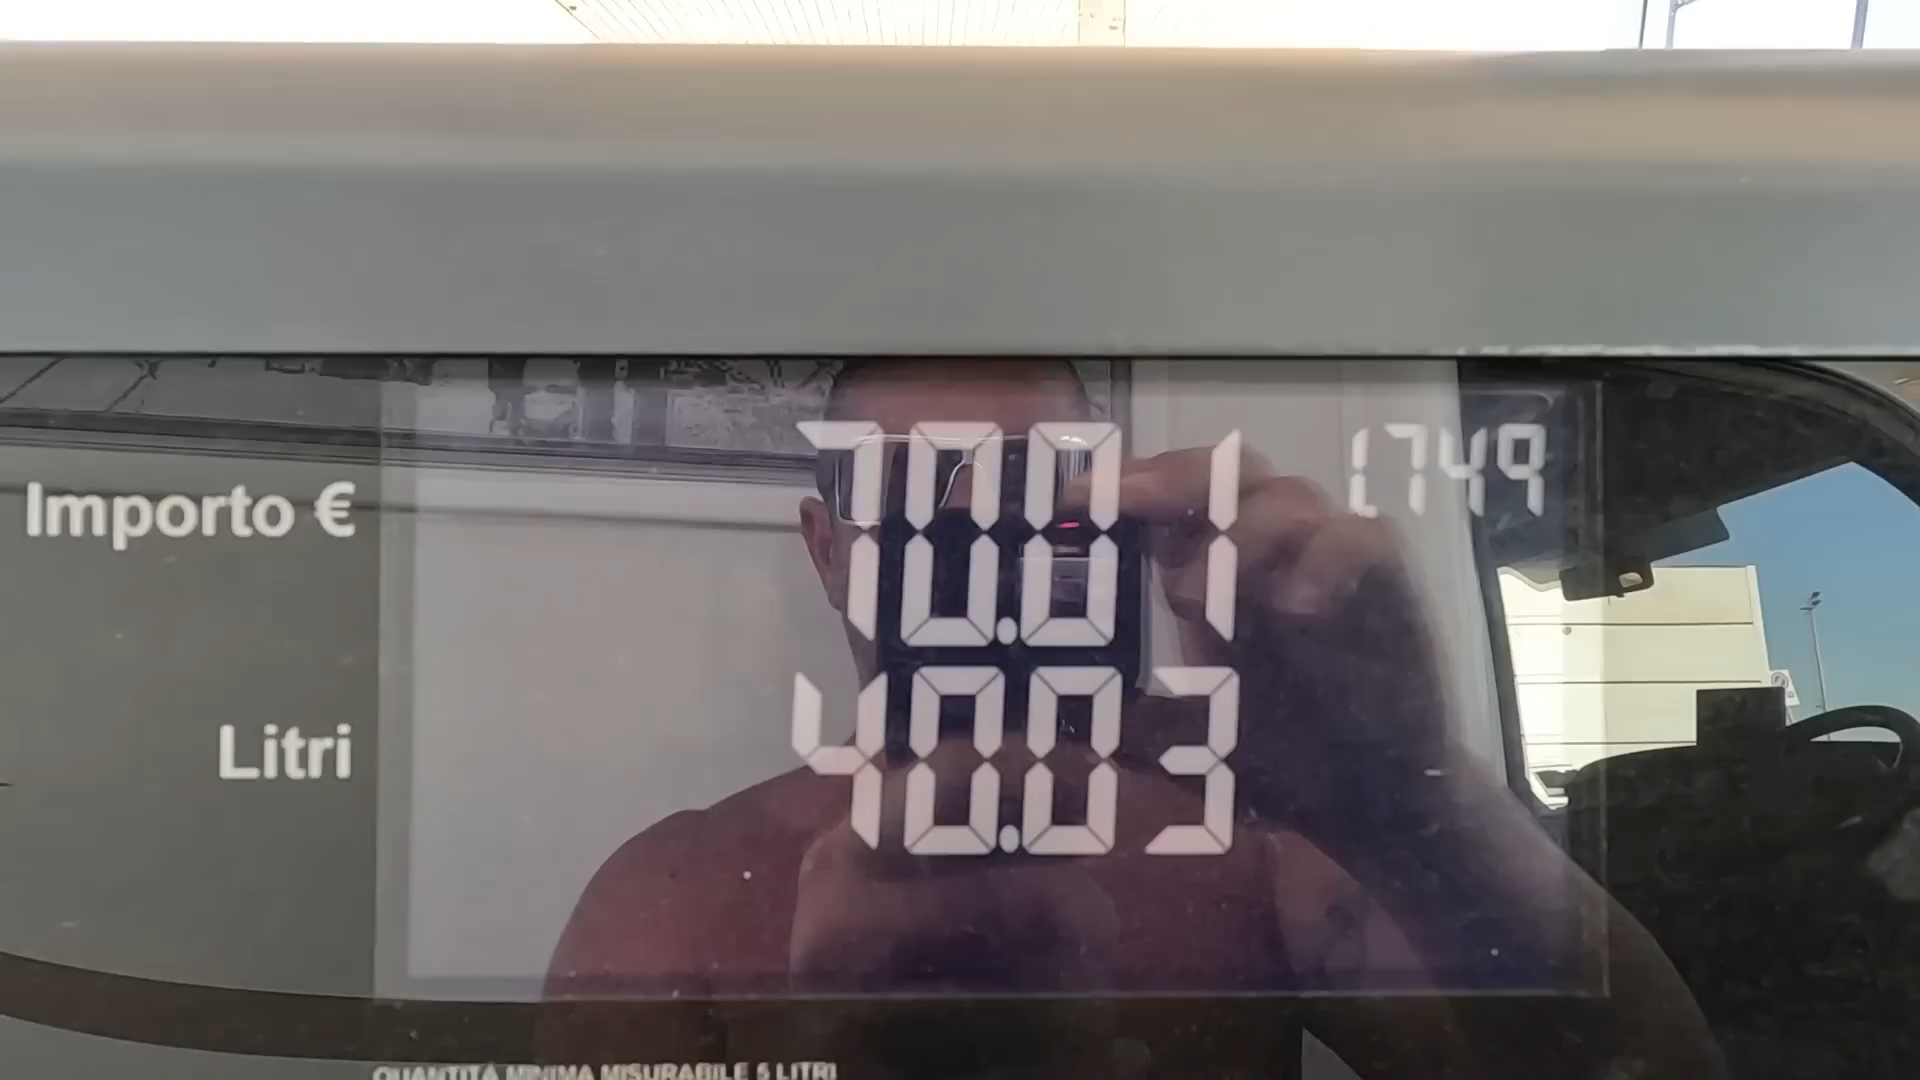 Importo € 70.01 1.749
Litri 40.03
QUANTITÀ MINIMA MISURABILE 5 LITRI